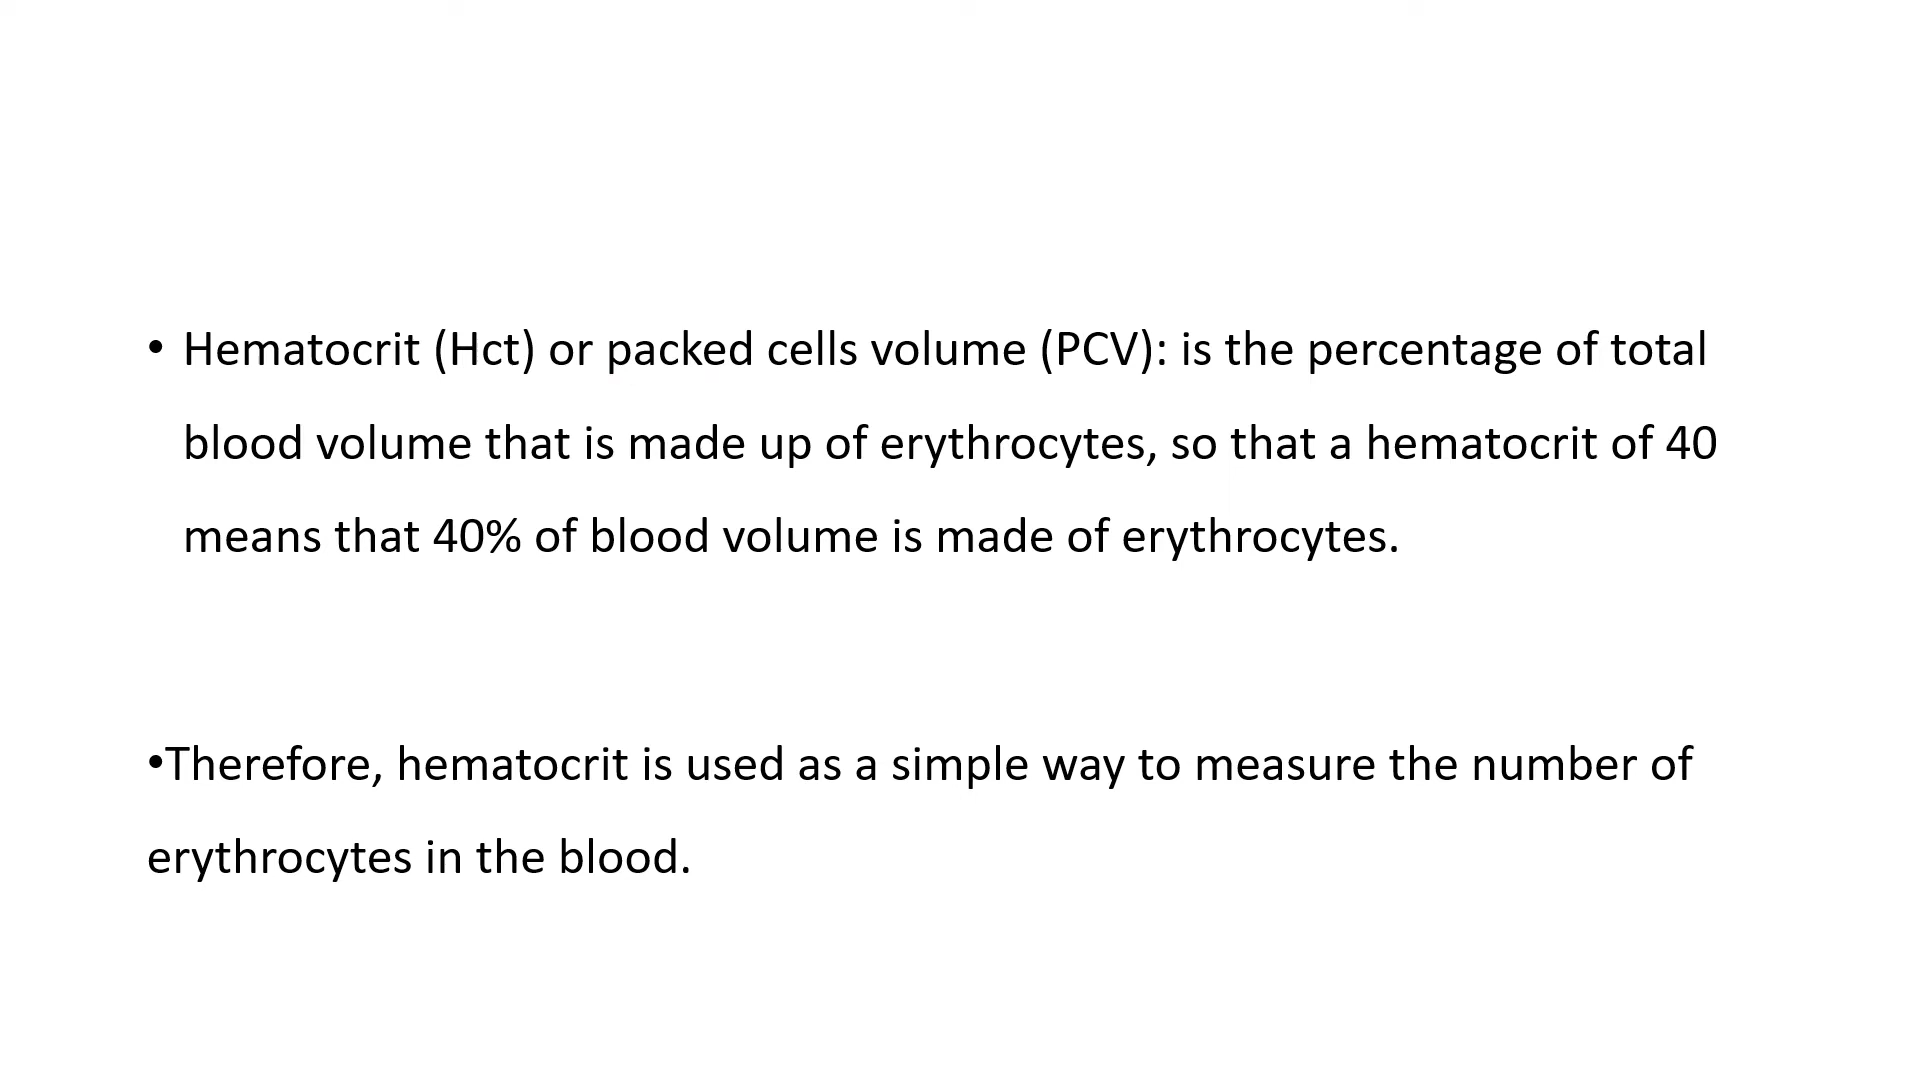 • Hematocrit (Hct) or packed cells volume (PCV): is the percentage of total
blood volume that is made up of erythrocytes, so that a hematocrit of 40
means that 40% of blood volume is made of erythrocytes.
•Therefore, hematocrit is used as a simple way to measure the number of
erythrocytes in the blood.